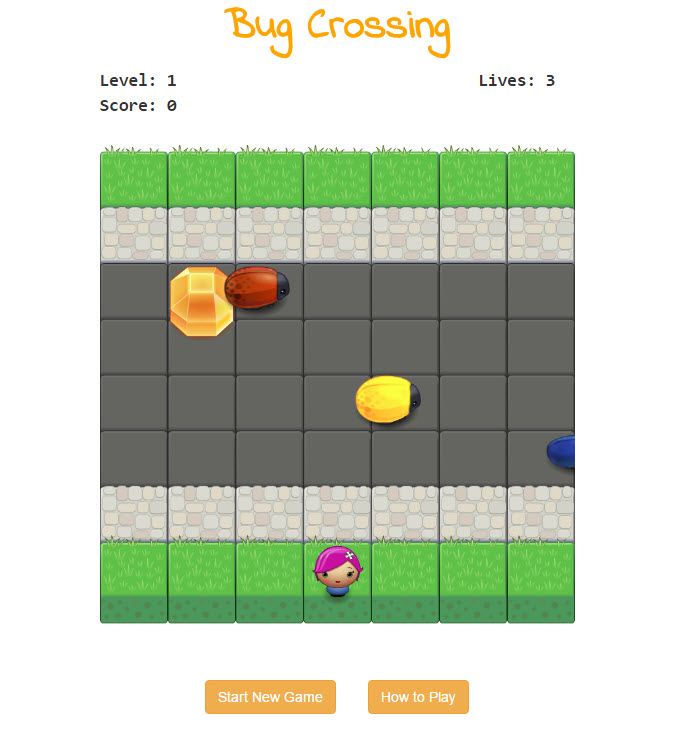 Bug Crossing
Level: 1
Lives: 3
Score: 0
Start New Game
How to Play